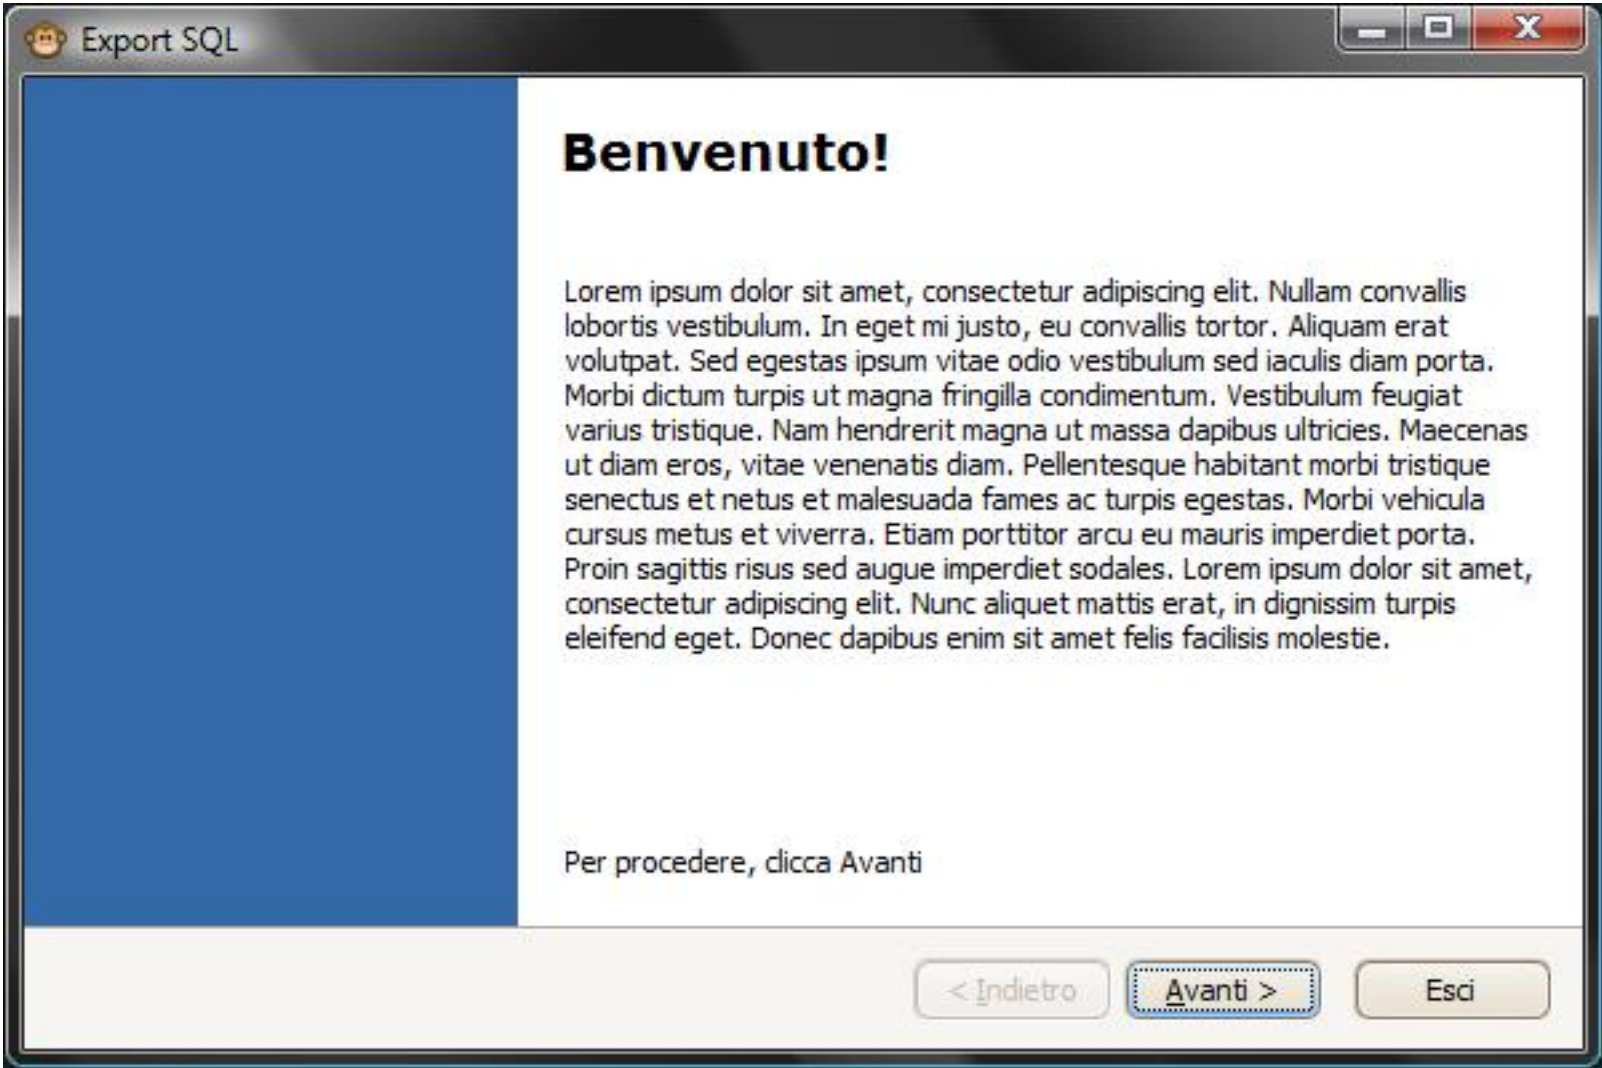 Export SQL
Benvenuto!
Lorem ipsum dolor sit amet, consectetur adipiscing elit. Nullam convallis
lobortis vestibulum. In eget mi justo, eu convallis tortor. Aliquam erat
volutpat. Sed egestas ipsum vitae odio vestibulum sed iaculis diam porta.
Morbi dictum turpis ut magna fringilla condimentum. Vestibulum feugiat
varius tristique. Nam hendrerit magna ut massa dapibus ultricies. Maecenas
ut diam eros, vitae venenatis diam. Pellentesque habitant morbi tristique
senectus et netus et malesuada fames ac turpis egestas. Morbi vehicula
cursus metus et viverra. Etiam porttitor arcu eu mauris imperdiet porta.
Proin sagittis risus sed augue imperdiet sodales. Lorem ipsum dolor sit amet,
consectetur adipiscing elit. Nunc aliquet mattis erat, in dignissim turpis
eleifend eget. Donec dapibus enim sit amet felis facilisis molestie.
Per procedere, clicca Avanti
< Indietro
Avanti >
Esci